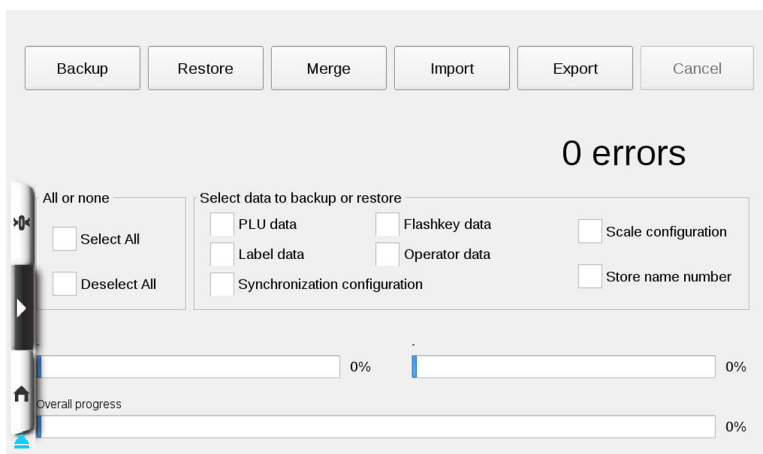 Backup Restore Merge Import Export Cancel
0 errors
All or none
Select All
Deselect All
Select data to backup or restore
PLU data Flashkey data
Label data Operator data
Synchronization configuration
Scale configuration
Store name number
- -
0% 0%
Overall progress
0%